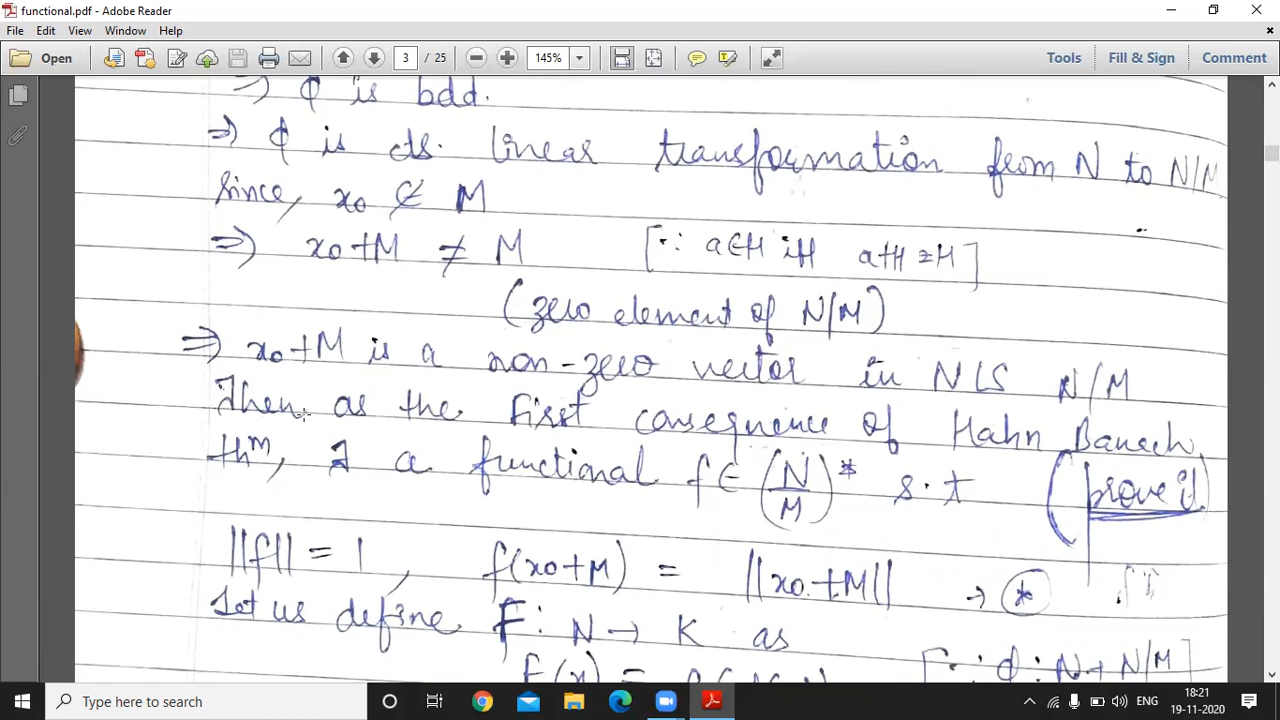 functional.pdf - Adobe Reader
File Edit View Window Help
Open 3 / 25 145% Tools Fill & Sign Comment
=> φ is bdd.
=> φ is cts. linear transformation from N to N/M
Since, x₀ ∉ M
=> x₀+M ≠ M [∵ a∈H iff a+H=H]
(zero element of N/M)
=> x₀+M is a non-zero vector in NLS N/M
Then as the first consequence of Hahn Banach
thm, ∃ a functional f ∈ (N/M)* s.t (prove it)
||f|| = 1, f(x₀+M) = ||x₀+M|| → *
Let us define F: N → K as
[∵ φ: N→ N/M]
Type here to search
ENG
18:21
19-11-2020